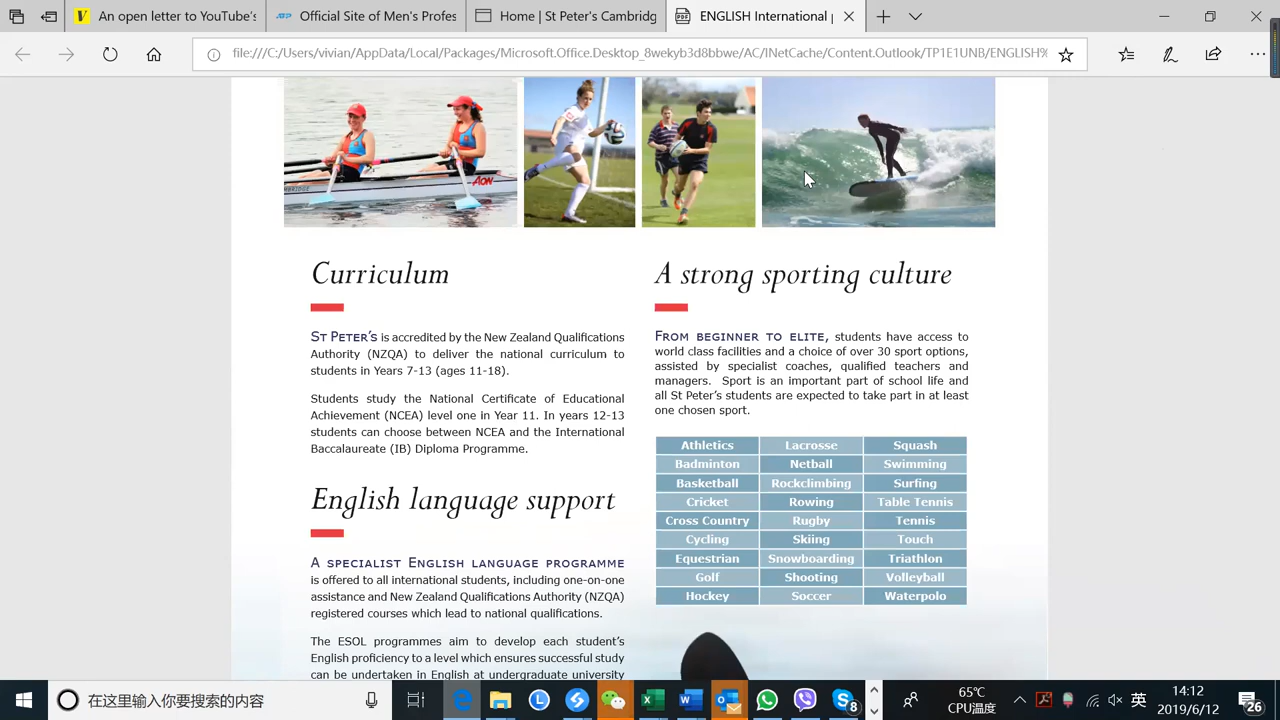 An open letter to YouTube's
Official Site of Men's Profes
Home | St Peter's Cambridg
ENGLISH International
file:///C:/Users/vivian/AppData/Local/Packages/Microsoft.Office.Desktop_8wekyb3d8bbwe/AC/INetCache/Content.Outlook/TP1E1UNB/ENGLISH%
AON
Curriculum
ST PETER'S is accredited by the New Zealand Qualifications
Authority (NZQA) to deliver the national curriculum to
students in Years 7-13 (ages 11-18).
Students study the National Certificate of Educational
Achievement (NCEA) level one in Year 11. In years 12-13
students can choose between NCEA and the International
Baccalaureate (IB) Diploma Programme.
English language support
A SPECIALIST ENGLISH LANGUAGE PROGRAMME
is offered to all international students, including one-on-one
assistance and New Zealand Qualifications Authority (NZQA)
registered courses which lead to national qualifications.
The ESOL programmes aim to develop each student's
English proficiency to a level which ensures successful study
can be undertaken in English at undergraduate university
A strong sporting culture
FROM BEGINNER TO ELITE, students have access to
world class facilities and a choice of over 30 sport options,
assisted by specialist coaches, qualified teachers and
managers. Sport is an important part of school life and
all St Peter's students are expected to take part in at least
one chosen sport.
Athletics Lacrosse Squash
Badminton Netball Swimming
Basketball Rockclimbing Surfing
Cricket Rowing Table Tennis
Cross Country Rugby Tennis
Cycling Skiing Touch
Equestrian Snowboarding Triathlon
Golf Shooting Volleyball
Hockey Soccer Waterpolo
在这里输入你要搜索的内容
8
65℃
CPU温度
英
14:12
2019/6/12
26